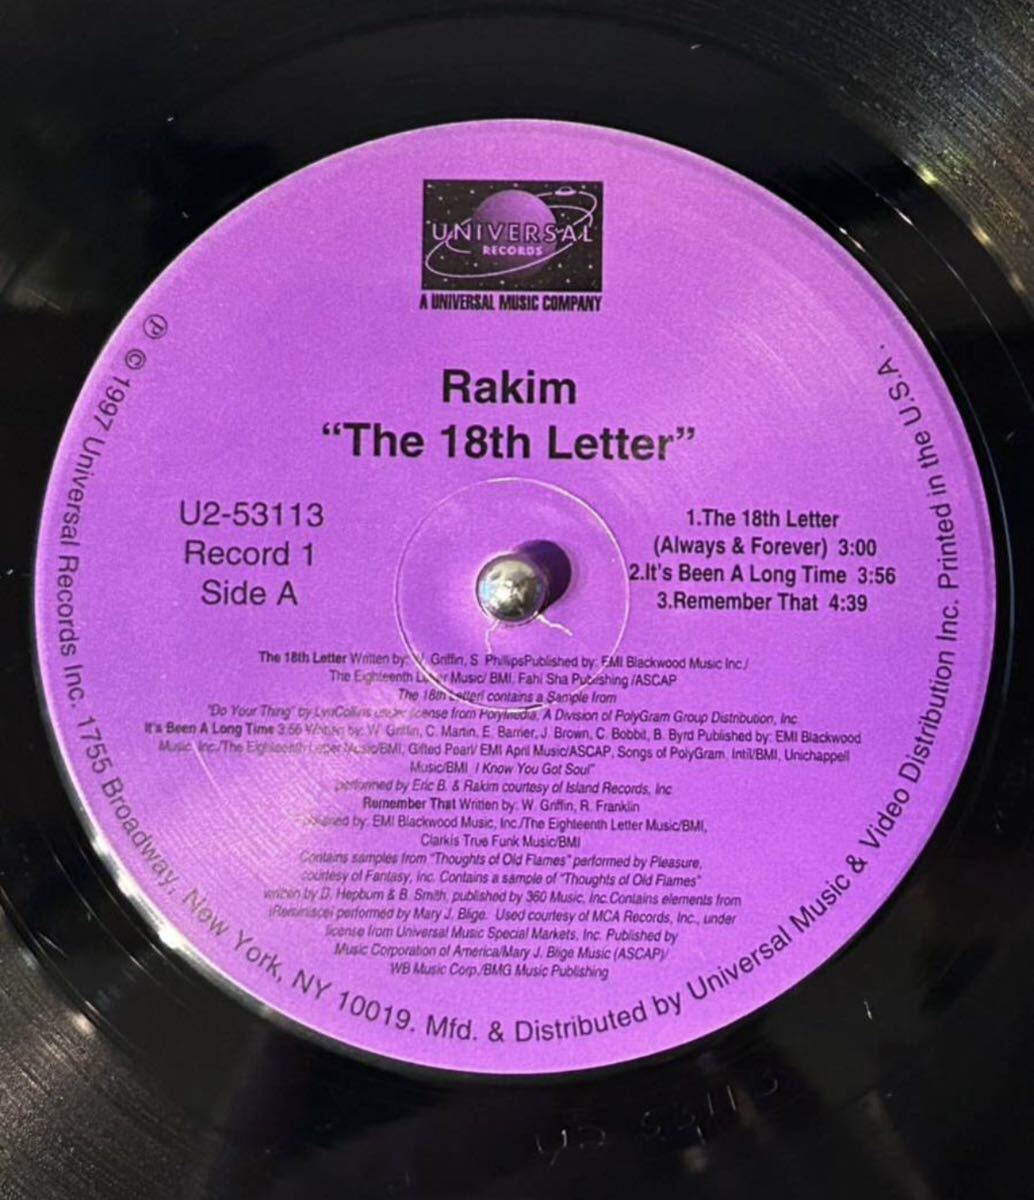 UNIVERSAL
RECORDS
A UNIVERSAL MUSIC COMPANY
Rakim
“The 18th Letter”
U2-53113
Record 1
Side A
1.The 18th Letter
(Always & Forever) 3:00
2.It's Been A Long Time 3:56
3.Remember That 4:39
The 18th Letter Written by: W. Griffin, S. PhillipsPublished by: EMI Blackwood Music Inc./
The Eighteenth Music/ BMI, Fahi Sha Publishing /ASCAP
The 18th Letteri contains a Sample from
"Do Your Thing" by LynCollins under license from PolyMedia, A Division of PolyGram Group Distribution, Inc.
It's Been A Long Time 3:56 Written by: W. Griffin, C. Martin, E. Barrier, J. Brown, C. Bobbit, B. Byrd Published by: EMI Blackwood
Music, Inc./The Eighteenth Letter Music/BMI, Gifted Pearl/ EMI April Music/ASCAP, Songs of PolyGram, Intil/BMI, Unichappell
Music/BMI I Know You Got Soul"
performed by Eric B. & Rakim courtesy of Island Records, Inc
Remember That Written by: W. Griffin, R. Franklin
Published by: EMI Blackwood Music, Inc./The Eighteenth Letter Music/BMI,
Clarkis True Funk Music/BMI
Contains samples from "Thoughts of Old Flames" performed by Pleasure,
courtesy of Fantasy, Inc. Contains a sample of "Thoughts of Old Flames"
written by D. Hepburn & B. Smith, published by 360 Music, Inc.Contains elements from
iReminiscei performed by Mary J. Blige. Used courtesy of MCA Records, Inc., under
license from Universal Music Special Markets, Inc. Published by
Music Corporation of America/Mary J. Blige Music (ASCAP)/
WB Music Corp./BMG Music Publishing
℗ © 1997 Universal Records Inc. 1755 Broadway, New York, NY 10019. Mfd. & Distributed by Universal Music & Video Distribution Inc. Printed in the U.S.A.